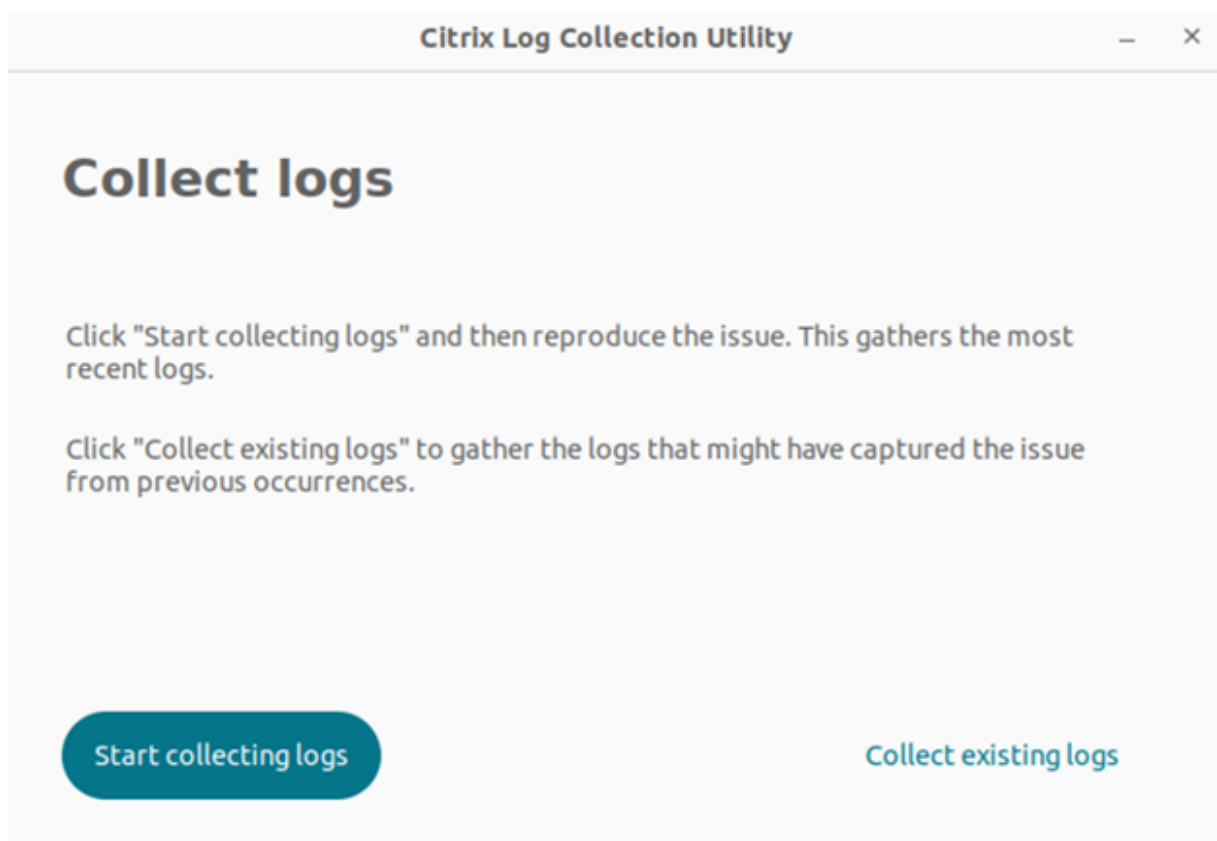 Citrix Log Collection Utility
Collect logs
Click "Start collecting logs" and then reproduce the issue. This gathers the most
recent logs.
Click "Collect existing logs" to gather the logs that might have captured the issue
from previous occurrences.
Start collecting logs
Collect existing logs